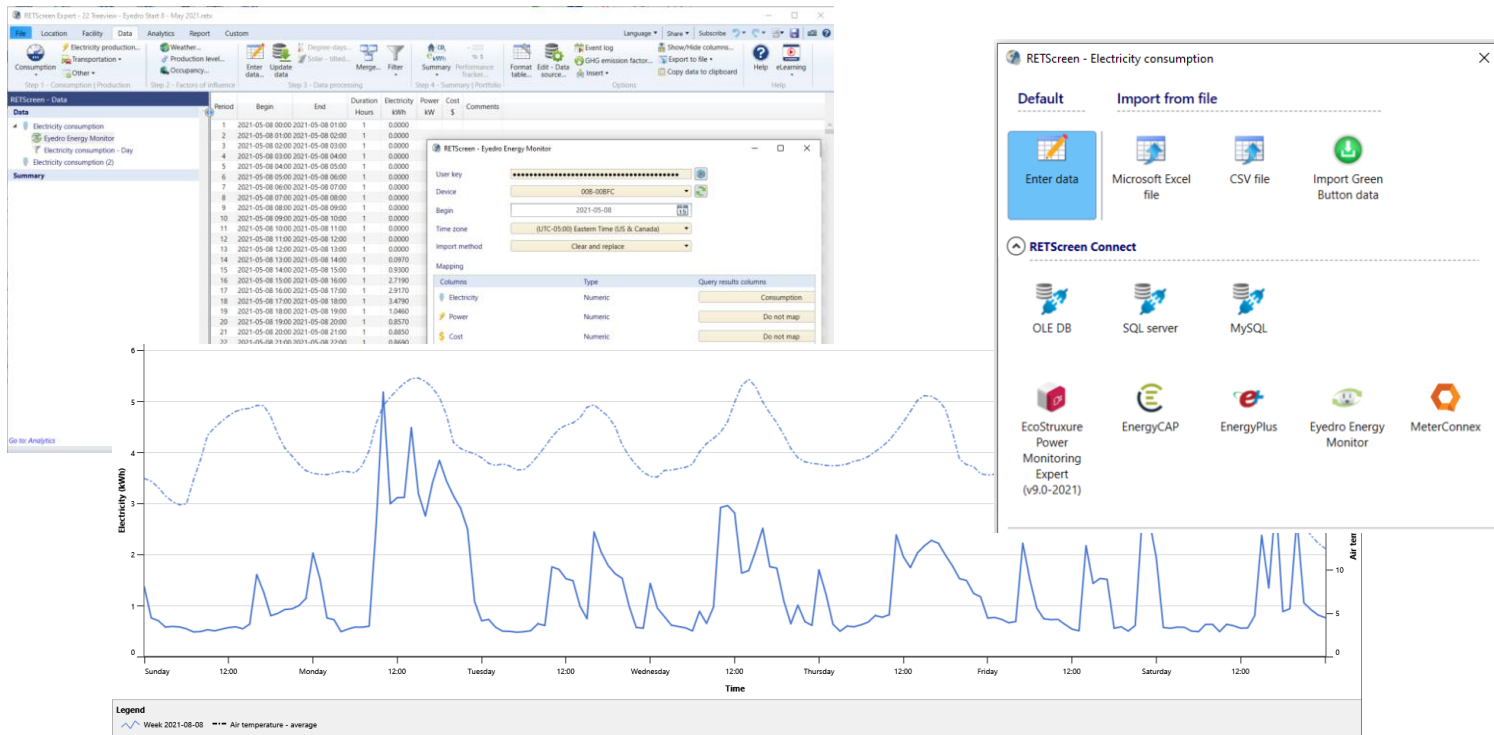 RETScreen Expert - 22 Treeview - Eyedro Start 8 - May 2021.retx
File Location Facility Data Analytics Report Custom Language Share Subscribe
Electricity production... Weather... Degree-days... CO₂ Event log Show/Hide columns...
Transportation Production level... Solar - tilted... kWh $ GHG emission factor... Export to file
Consumption Other Occupancy... Enter data... Update data Merge... Filter Summary Performance Tracker... Format table... Edit - Data source... Insert Copy data to clipboard Help eLearning
Step 1 - Consumption | Production Step 2 - Factors of influence Step 3 - Data processing Step 4 - Summary | Portfolio Options Help
RETScreen - Data
Data
Electricity consumption
Eyedro Energy Monitor
Electricity consumption - Day
Electricity consumption (2)
Summary
Go to: Analytics
Period Begin End Duration Electricity Power Cost Comments
Hours kWh kW $
1 2021-05-08 00:00 2021-05-08 01:00 1 0.0000
2 2021-05-08 01:00 2021-05-08 02:00 1 0.0000
3 2021-05-08 02:00 2021-05-08 03:00 1 0.0000
4 2021-05-08 03:00 2021-05-08 04:00 1 0.0000
5 2021-05-08 04:00 2021-05-08 05:00 1 0.0000
6 2021-05-08 05:00 2021-05-08 06:00 1 0.0000
7 2021-05-08 06:00 2021-05-08 07:00 1 0.0000
8 2021-05-08 07:00 2021-05-08 08:00 1 0.0000
9 2021-05-08 08:00 2021-05-08 09:00 1 0.0000
10 2021-05-08 09:00 2021-05-08 10:00 1 0.0000
11 2021-05-08 10:00 2021-05-08 11:00 1 0.0000
12 2021-05-08 11:00 2021-05-08 12:00 1 0.0000
13 2021-05-08 12:00 2021-05-08 13:00 1 0.0000
14 2021-05-08 13:00 2021-05-08 14:00 1 0.0970
15 2021-05-08 14:00 2021-05-08 15:00 1 0.9300
16 2021-05-08 15:00 2021-05-08 16:00 1 2.7190
17 2021-05-08 16:00 2021-05-08 17:00 1 2.9170
18 2021-05-08 17:00 2021-05-08 18:00 1 3.4790
19 2021-05-08 18:00 2021-05-08 19:00 1 1.0460
20 2021-05-08 19:00 2021-05-08 20:00 1 0.8570
21 2021-05-08 20:00 2021-05-08 21:00 1 0.8850
22 2021-05-08 21:00 2021-05-08 22:00 1 0.8690
RETScreen - Eyedro Energy Monitor
User key
Device 00B-00BFC
Begin 2021-05-08 15
Time zone (UTC-05:00) Eastern Time (US & Canada)
Import method Clear and replace
Mapping
Columns Type Query results columns
Electricity Numeric Consumption
Power Numeric Do not map
Cost Numeric Do not map
RETScreen - Electricity consumption
Default Import from file
Enter data Microsoft Excel file CSV file Import Green Button data
RETScreen Connect
OLE DB SQL server MySQL
EcoStruxure Power Monitoring Expert (v9.0-2021) EnergyCAP EnergyPlus Eyedro Energy Monitor MeterConnex
Electricity (kWh)
6
5
4
3
2
1
0
Air ten
10
5
0
Sunday 12:00 Monday 12:00 Tuesday 12:00 Wednesday 12:00 Thursday 12:00 Friday 12:00 Saturday 12:00
Time
Legend
Week 2021-08-08 Air temperature - average